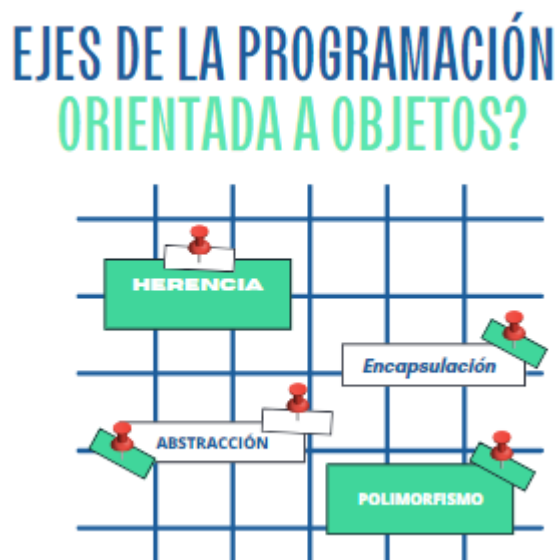 EJES DE LA PROGRAMACIÓN
ORIENTADA A OBJETOS?
HERENCIA
Encapsulación
ABSTRACCIÓN
POLIMORFISMO